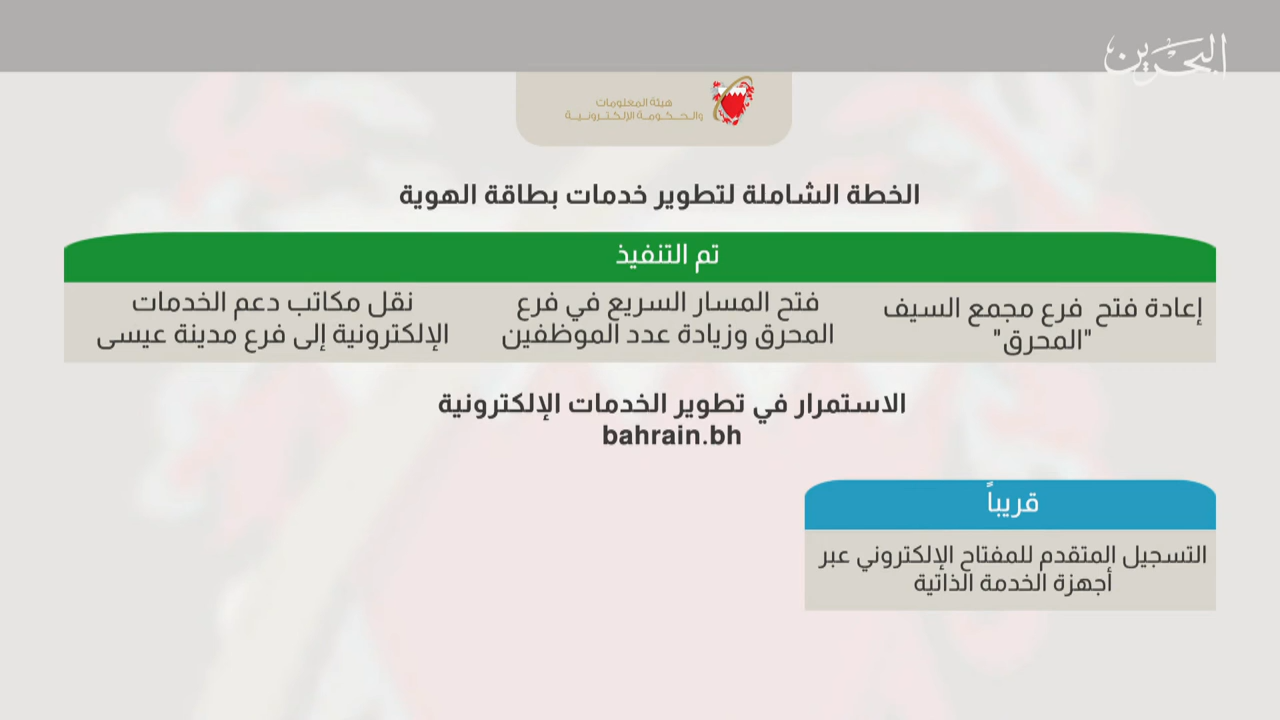 البحرين
هيئة المعلومات
والحكومة الإلكترونية
الخطة الشاملة لتطوير خدمات بطاقة الهوية
تم التنفيذ
إعادة فتح فرع مجمع السيف
"المحرق"
فتح المسار السريع في فرع
المحرق وزيادة عدد الموظفين
نقل مكاتب دعم الخدمات
الإلكترونية إلى فرع مدينة عيسى
الاستمرار في تطوير الخدمات الإلكترونية
bahrain.bh
قريباً
التسجيل المتقدم للمفتاح الإلكتروني عبر
أجهزة الخدمة الذاتية